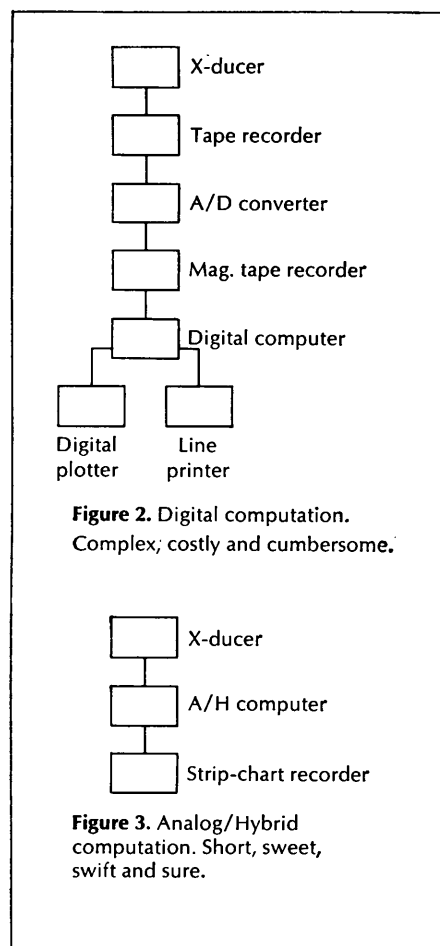 X-ducer
Tape recorder
A/D converter
Mag. tape recorder
Digital computer
Digital
plotter
Line
printer
Figure 2. Digital computation.
Complex, costly and cumbersome.
X-ducer
A/H computer
Strip-chart recorder
Figure 3. Analog/Hybrid
computation. Short, sweet,
swift and sure.